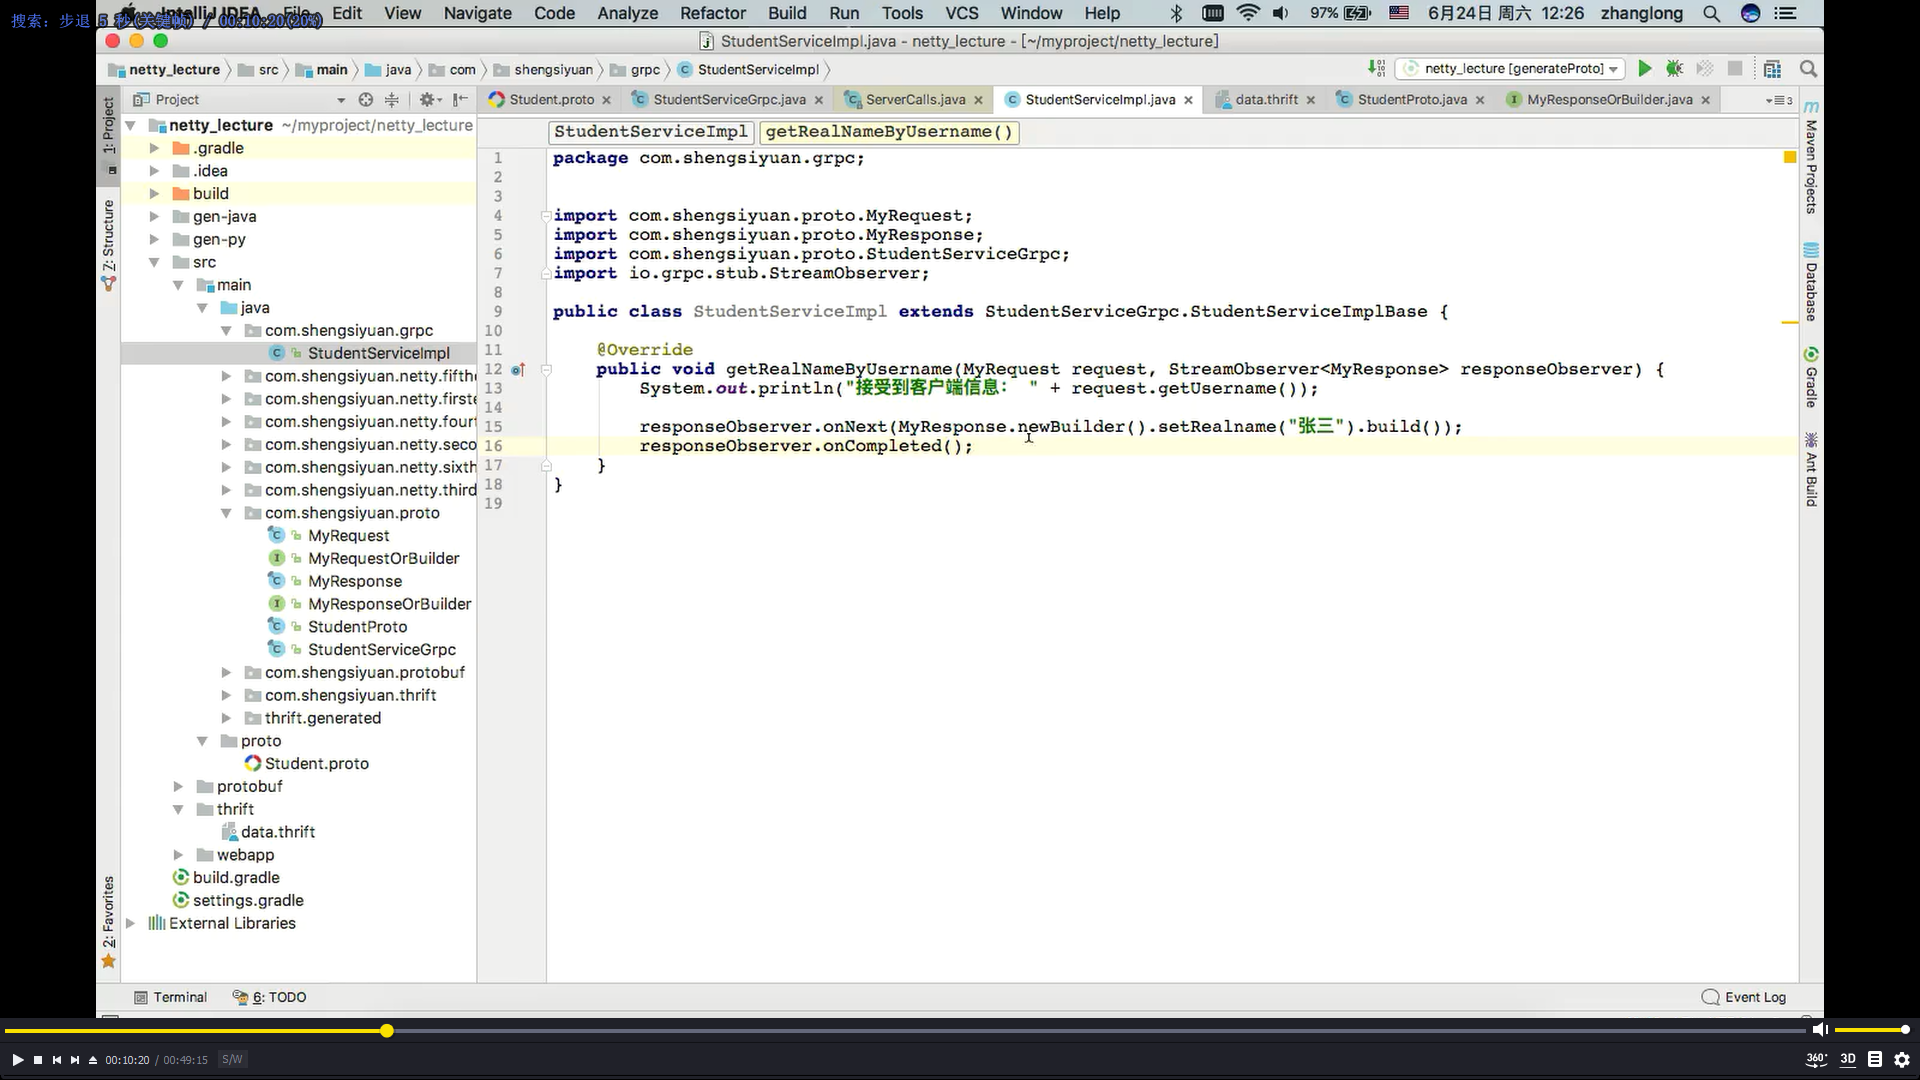 搜索: 步退 5 秒(关键帧) / 00:10:20(20%)
IntelliJ IDEA File Edit View Navigate Code Analyze Refactor Build Run Tools VCS Window Help 97% 6月24日 周六 12:26 zhanglong
StudentServiceImpl.java - netty_lecture - [~/myproject/netty_lecture]
netty_lecture src main java com shengsiyuan grpc StudentServiceImpl netty_lecture [generateProto]
Project Student.proto StudentServiceGrpc.java ServerCalls.java StudentServiceImpl.java data.thrift StudentProto.java MyResponseOrBuilder.java 3
1: Project
Z: Structure
2: Favorites
netty_lecture ~/myproject/netty_lecture
.gradle
.idea
build
gen-java
gen-py
src
main
java
com.shengsiyuan.grpc
StudentServiceImpl
com.shengsiyuan.netty.fifth
com.shengsiyuan.netty.firste
com.shengsiyuan.netty.fourt
com.shengsiyuan.netty.seco
com.shengsiyuan.netty.sixth
com.shengsiyuan.netty.third
com.shengsiyuan.proto
MyRequest
MyRequestOrBuilder
MyResponse
MyResponseOrBuilder
StudentProto
StudentServiceGrpc
com.shengsiyuan.protobuf
com.shengsiyuan.thrift
thrift.generated
proto
Student.proto
protobuf
thrift
data.thrift
webapp
build.gradle
settings.gradle
External Libraries
StudentServiceImpl getRealNameByUsername()
1 package com.shengsiyuan.grpc;
2
3
4 import com.shengsiyuan.proto.MyRequest;
5 import com.shengsiyuan.proto.MyResponse;
6 import com.shengsiyuan.proto.StudentServiceGrpc;
7 import io.grpc.stub.StreamObserver;
8
9 public class StudentServiceImpl extends StudentServiceGrpc.StudentServiceImplBase {
10
11 @Override
12 public void getRealNameByUsername(MyRequest request, StreamObserver<MyResponse> responseObserver) {
13 System.out.println("接受到客户端信息： " + request.getUsername());
14
15 responseObserver.onNext(MyResponse.newBuilder().setRealname("张三").build());
16 responseObserver.onCompleted();
17 }
18 }
19
Maven Projects
Database
Gradle
Ant Build
Terminal 6: TODO Event Log
00:10:20 / 00:49:15 S/W 360° 3D